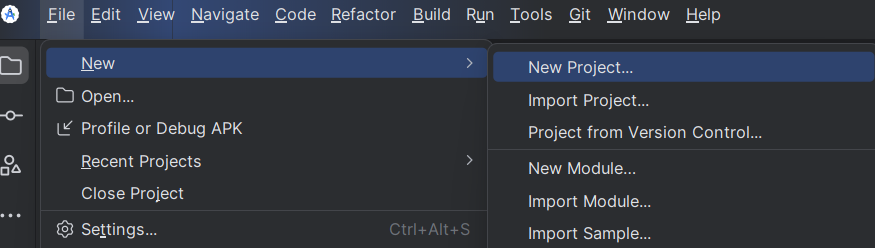 File Edit View Navigate Code Refactor Build Run Tools Git Window Help
New
Open...
Profile or Debug APK
Recent Projects
Close Project
Settings... Ctrl+Alt+S
New Project...
Import Project...
Project from Version Control...
New Module...
Import Module...
Import Sample...